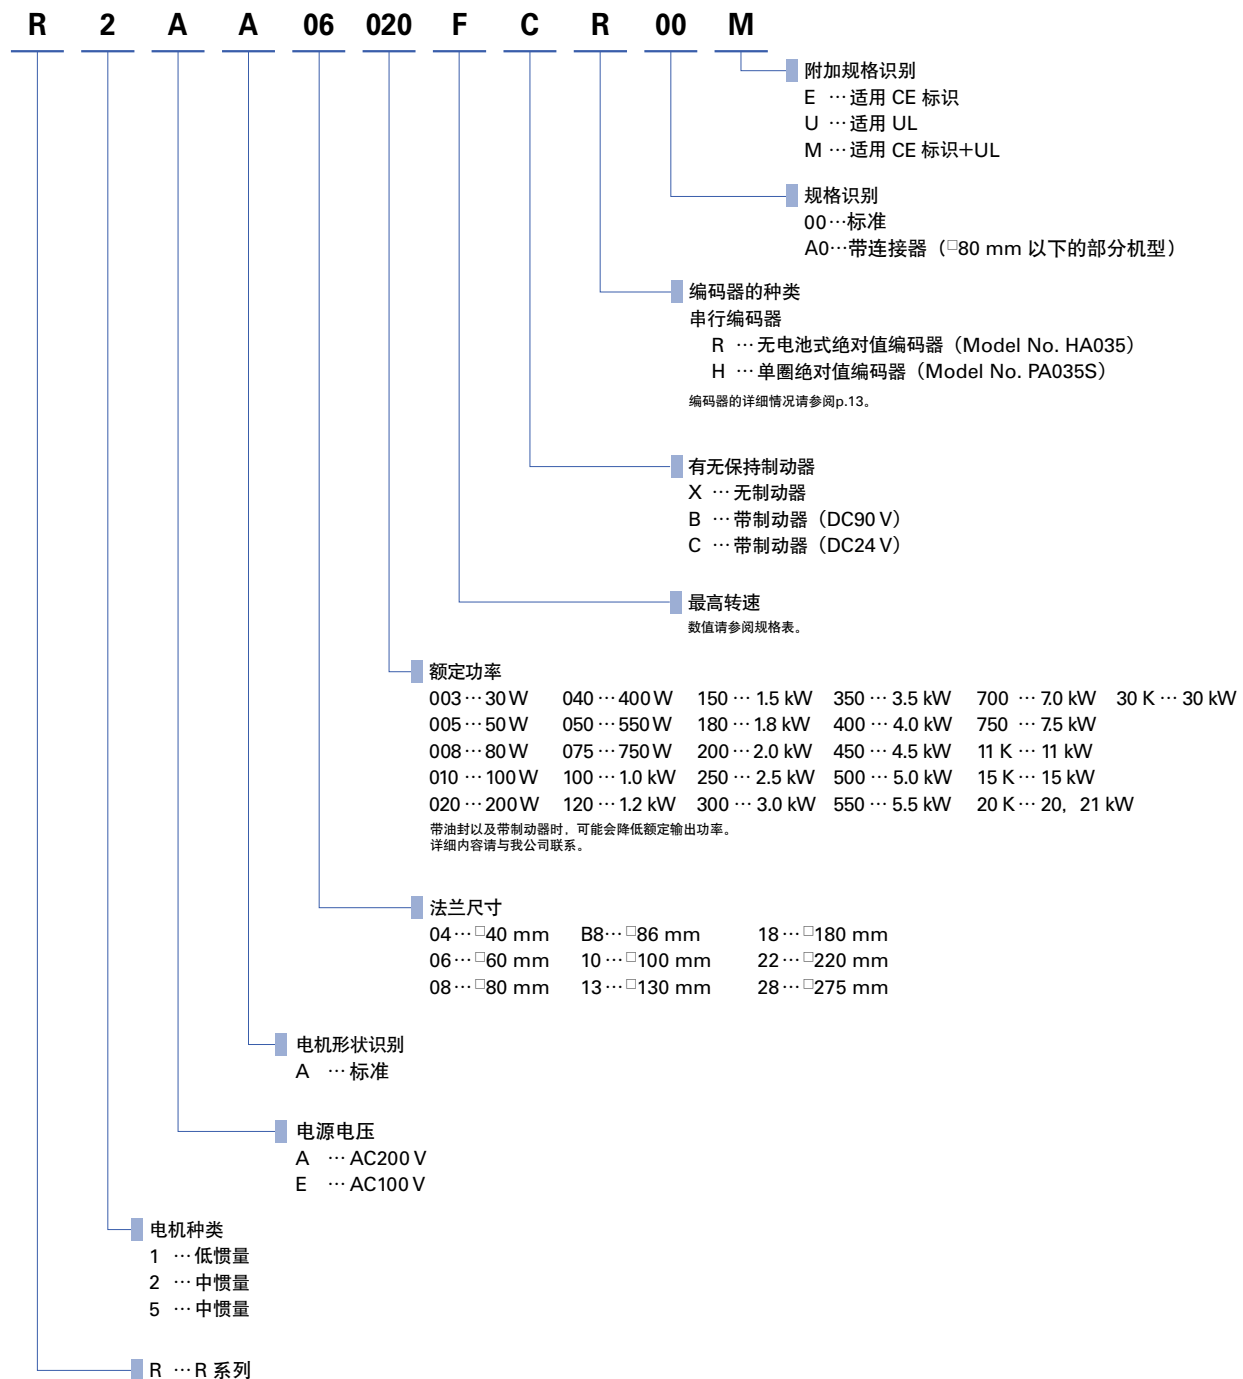 R 2 A A 06 020 F C R 00 M
附加规格识别
E …适用 CE 标识
U …适用 UL
M …适用 CE 标识+UL
规格识别
00…标准
A0…带连接器（□80 mm 以下的部分机型）
编码器的种类
串行编码器
R …无电池式绝对值编码器（Model No. HA035）
H …单圈绝对值编码器（Model No. PA035S）
编码器的详细情况请参阅p.13。
有无保持制动器
X …无制动器
B …带制动器（DC90 V）
C …带制动器（DC24 V）
最高转速
数值请参阅规格表。
额定功率
003…30 W 040…400 W 150…1.5 kW 350…3.5 kW 700 …7.0 kW 30 K…30 kW
005…50 W 050…550 W 180…1.8 kW 400…4.0 kW 750 …7.5 kW
008…80 W 075…750 W 200…2.0 kW 450…4.5 kW 11 K…11 kW
010…100 W 100…1.0 kW 250…2.5 kW 500…5.0 kW 15 K…15 kW
020…200 W 120…1.2 kW 300…3.0 kW 550…5.5 kW 20 K…20，21 kW
带油封以及带制动器时，可能会降低额定输出功率。
详细内容请与我公司联系。
法兰尺寸
04…□40 mm B8…□86 mm 18…□180 mm
06…□60 mm 10…□100 mm 22…□220 mm
08…□80 mm 13…□130 mm 28…□275 mm
电机形状识别
A …标准
电源电压
A …AC200 V
E …AC100 V
电机种类
1 …低惯量
2 …中惯量
5 …中惯量
R …R 系列